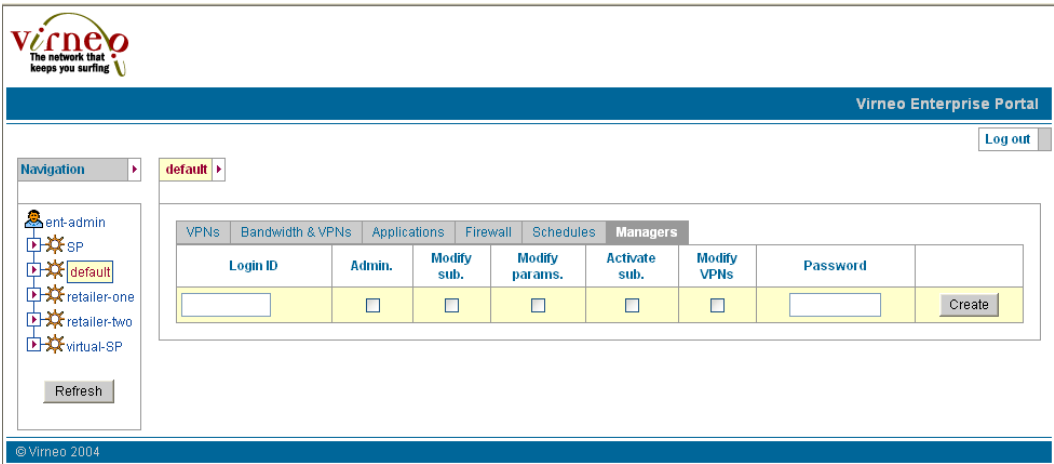 Virneo
The network that
keeps you surfing
Virneo Enterprise Portal
Log out
Navigation
default
ent-admin
SP
default
retailer-one
retailer-two
virtual-SP
Refresh
VPNs Bandwidth & VPNs Applications Firewall Schedules Managers
Login ID Admin. Modify sub. Modify params. Activate sub. Modify VPNs Password
Create
© Virneo 2004